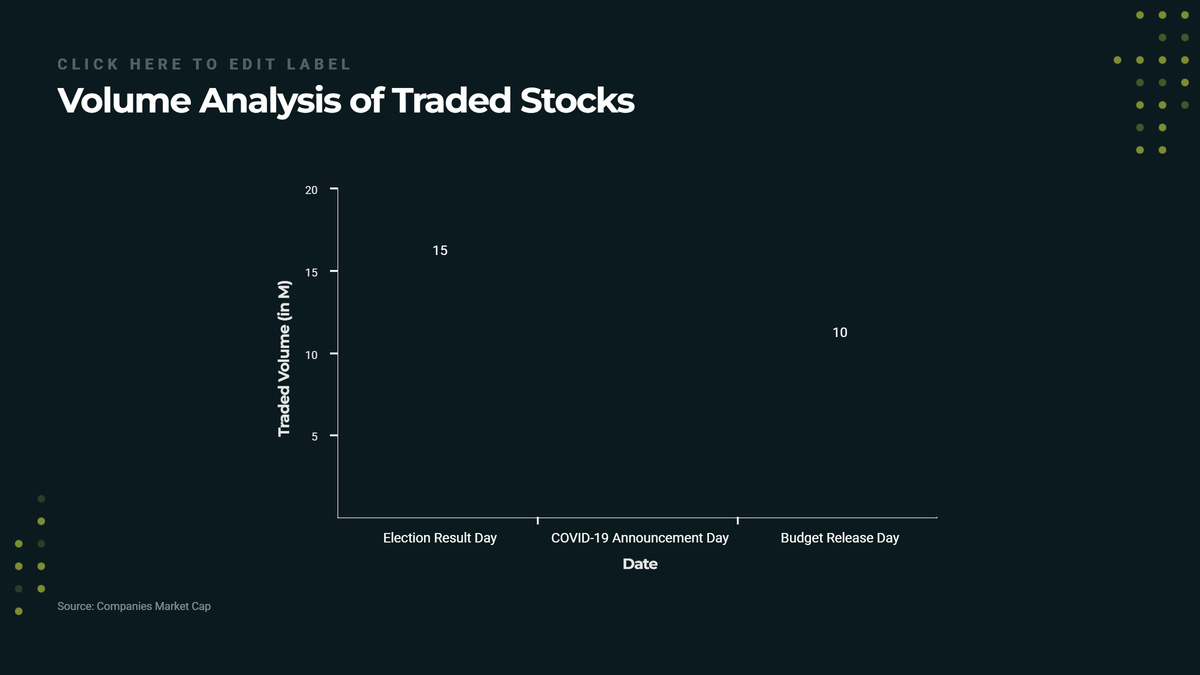 CLICK HERE TO EDIT LABEL
Volume Analysis of Traded Stocks
20
15
15
10
10
5
Traded Volume (in M)
Election Result Day
COVID-19 Announcement Day
Budget Release Day
Date
Source: Companies Market Cap